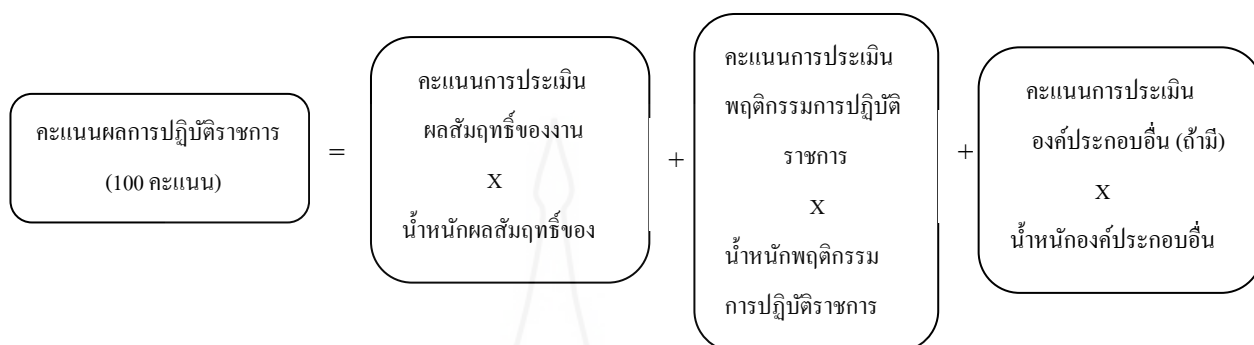 คะแนนผลการปฏิบัติราชการ
(100 คะแนน)
=
คะแนนการประเมิน
ผลสัมฤทธิ์ของงาน
X
น้ำหนักผลสัมฤทธิ์ของ
+
คะแนนการประเมิน
พฤติกรรมการปฏิบัติ
ราชการ
X
น้ำหนักพฤติกรรม
การปฏิบัติราชการ
+
คะแนนการประเมิน
องค์ประกอบอื่น (ถ้ามี)
X
น้ำหนักองค์ประกอบอื่น